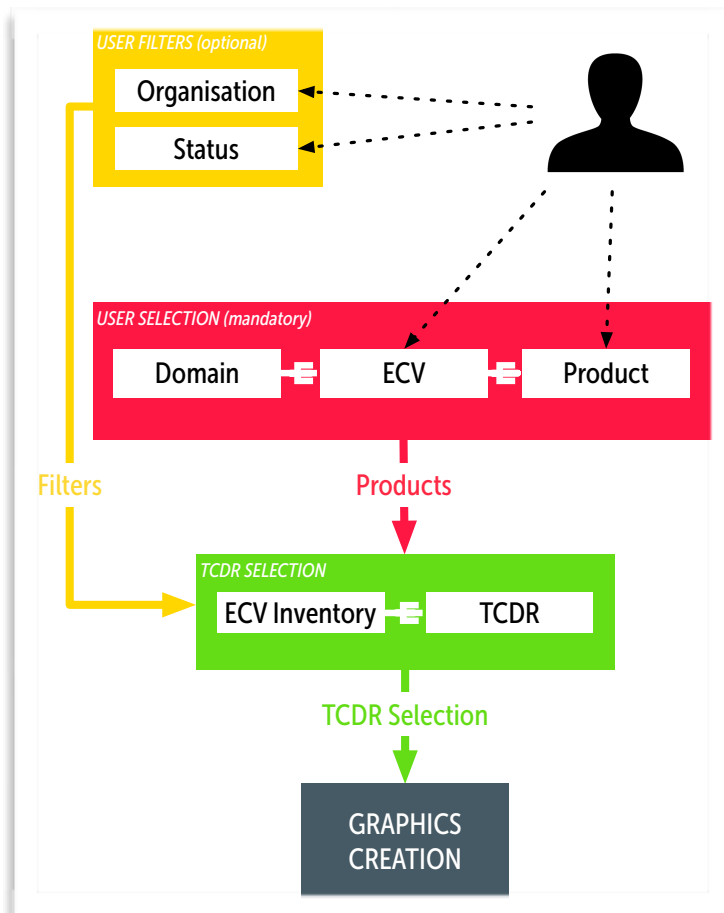 USER FILTERS (optional)
Organisation
Status
USER SELECTION (mandatory)
Domain
ECV
Product
Filters
Products
TCDR SELECTION
ECV Inventory
TCDR
TCDR Selection
GRAPHICS
CREATION